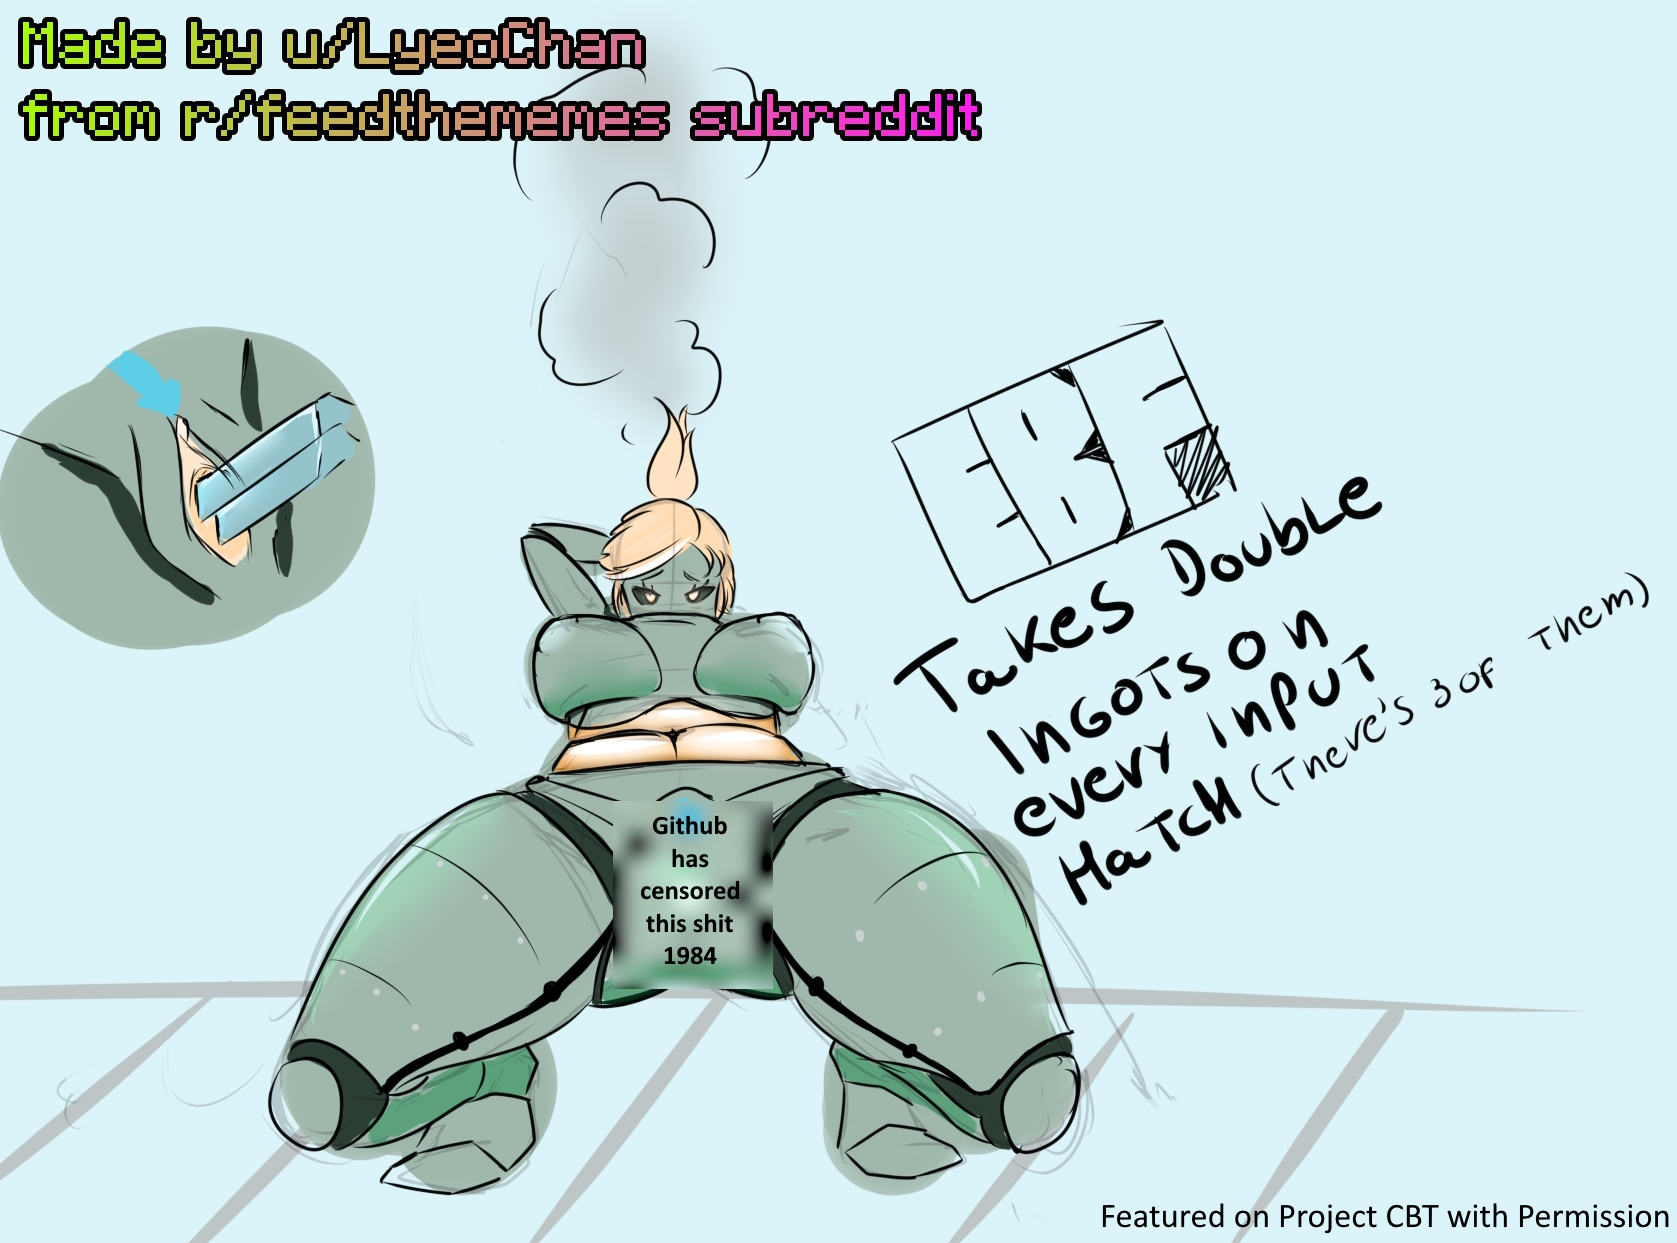 Made by u/LyeoChan
from r/feedthememes subreddit
EBF
Takes Double
Ingots on
every input
Hatch (There's 3 of Them)
Github
has
censored
this shit
1984
Featured on Project CBT with Permission